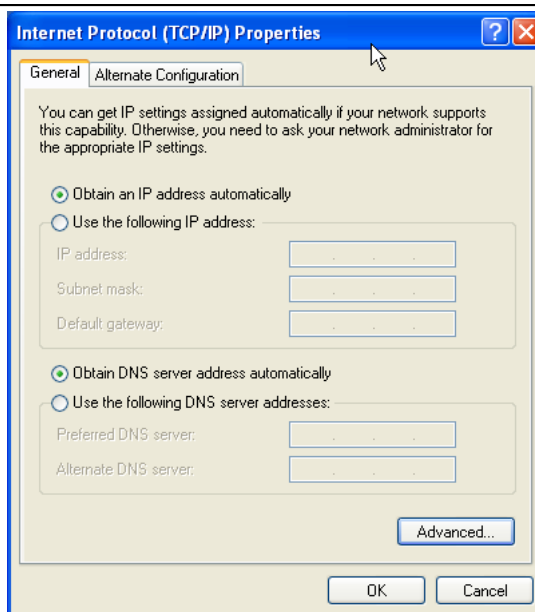 Internet Protocol (TCP/IP) Properties
General
Alternate Configuration
You can get IP settings assigned automatically if your network supports
this capability. Otherwise, you need to ask your network administrator for
the appropriate IP settings.
Obtain an IP address automatically
Use the following IP address:
IP address:
Subnet mask:
Default gateway:
Obtain DNS server address automatically
Use the following DNS server addresses:
Preferred DNS server:
Alternate DNS server:
Advanced...
OK
Cancel